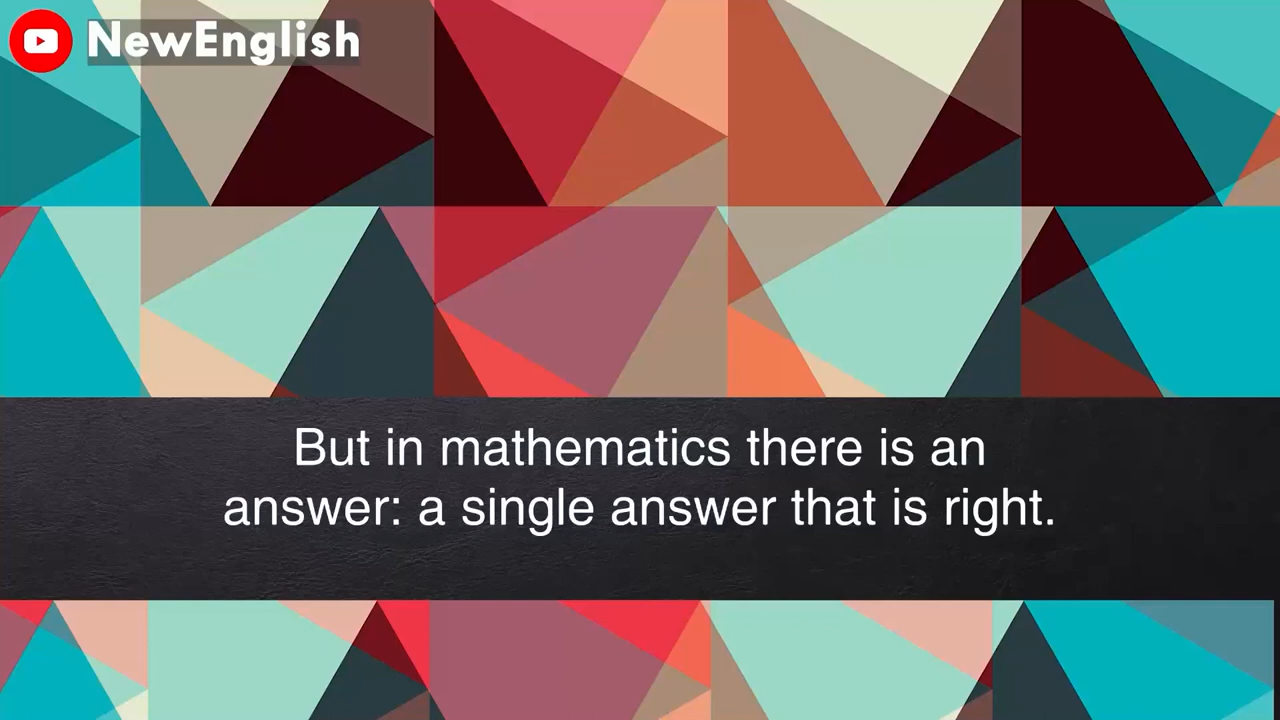 NewEnglish
But in mathematics there is an
answer: a single answer that is right.